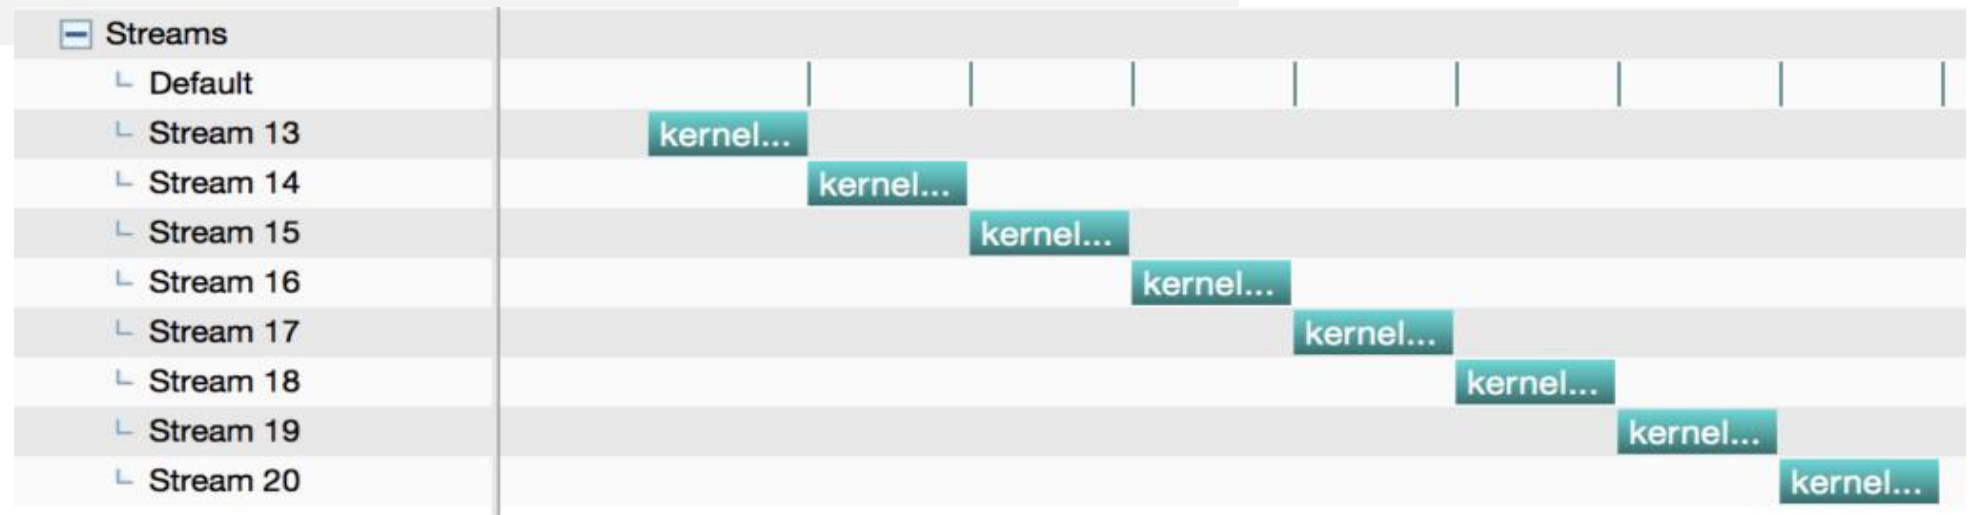 Streams
Default
Stream 13 kernel...
Stream 14 kernel...
Stream 15 kernel...
Stream 16 kernel...
Stream 17 kernel...
Stream 18 kernel...
Stream 19 kernel...
Stream 20 kernel...